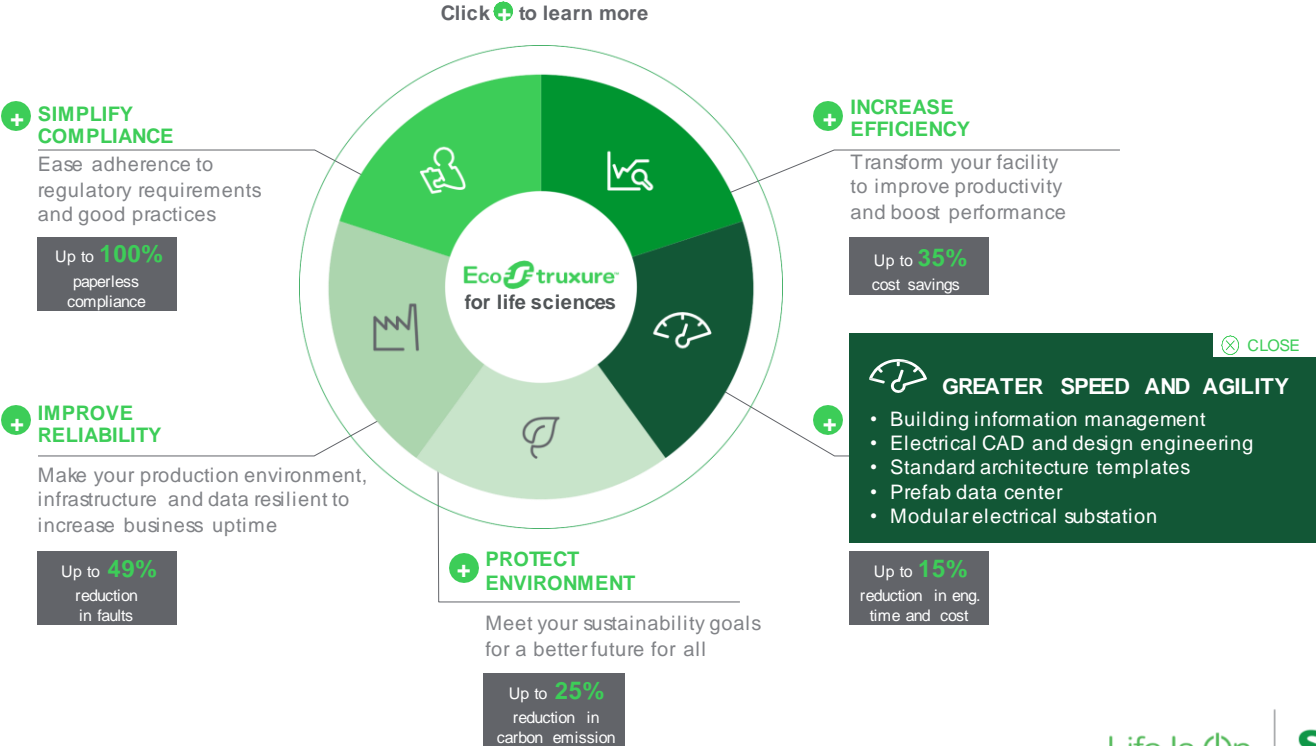 Click + to learn more
SIMPLIFY
COMPLIANCE
Ease adherence to
regulatory requirements
and good practices
Up to 100%
paperless
compliance
INCREASE
EFFICIENCY
Transform your facility
to improve productivity
and boost performance
Up to 35%
cost savings
EcoStruxure™
for life sciences
CLOSE
GREATER SPEED AND AGILITY
• Building information management
• Electrical CAD and design engineering
• Standard architecture templates
• Prefab data center
• Modular electrical substation
Up to 15%
reduction in eng.
time and cost
IMPROVE
RELIABILITY
Make your production environment,
infrastructure and data resilient to
increase business uptime
Up to 49%
reduction
in faults
PROTECT
ENVIRONMENT
Meet your sustainability goals
for a better future for all
Up to 25%
reduction in
carbon emission
Life Is On